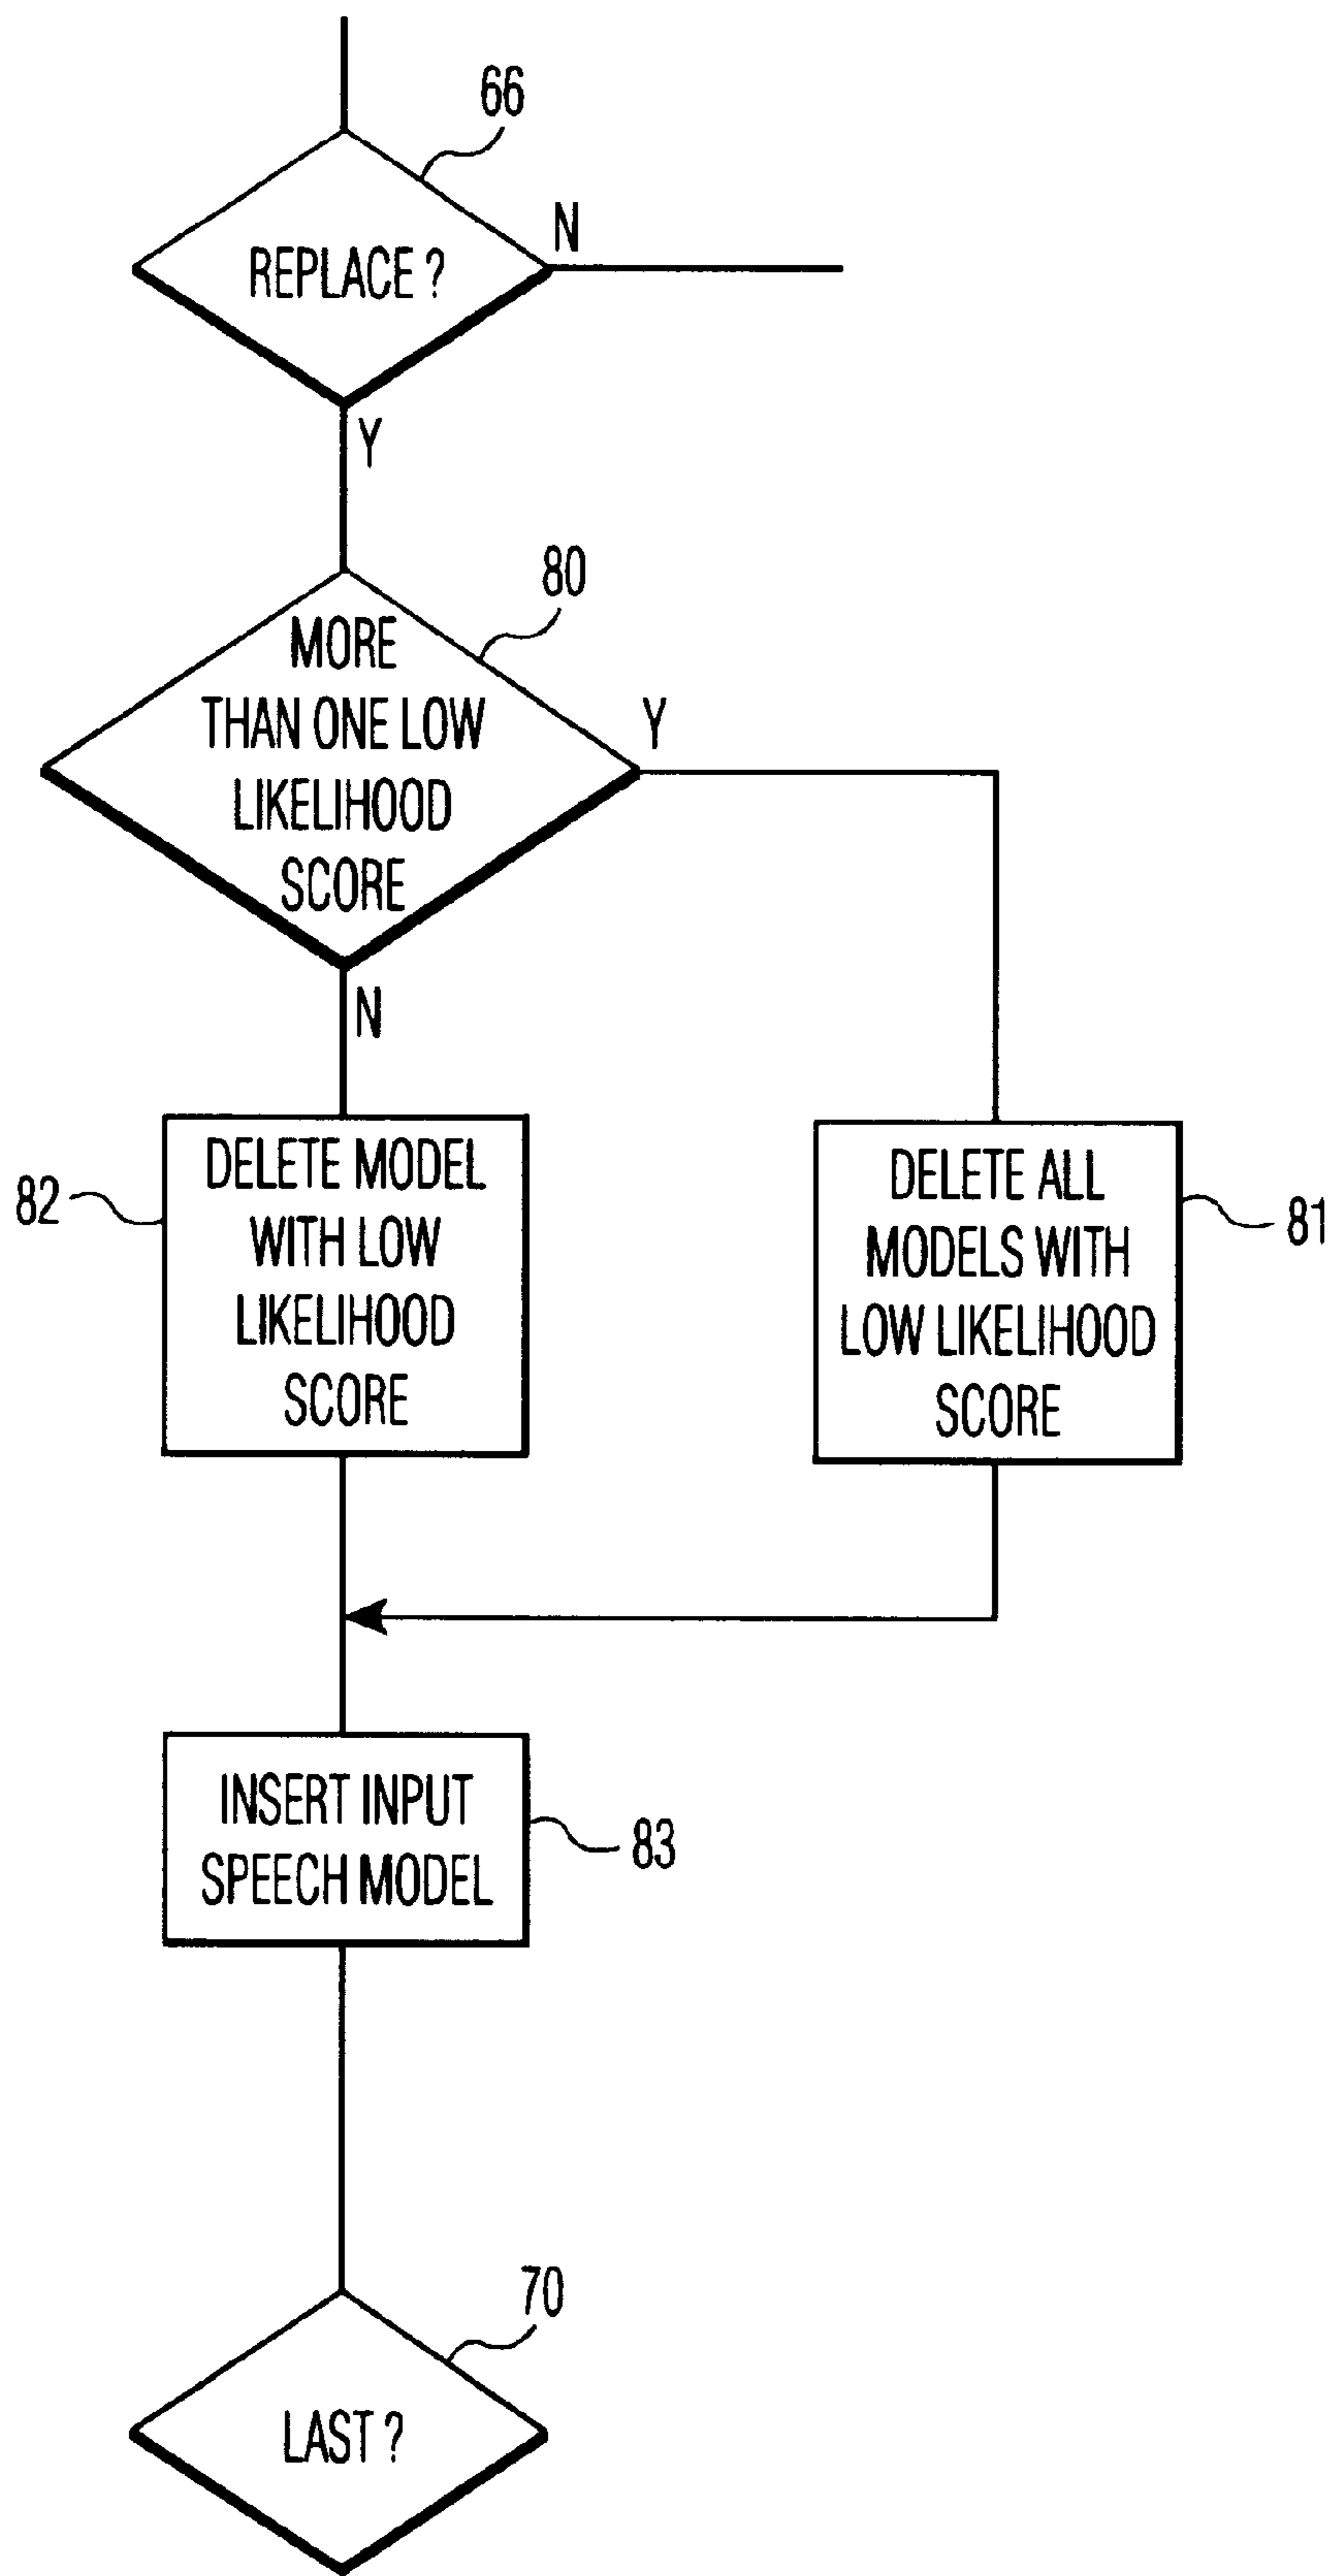 66
REPLACE ?
N
Y
80
MORE
THAN ONE LOW
LIKELIHOOD
SCORE
Y
N
82
DELETE MODEL
WITH LOW
LIKELIHOOD
SCORE
DELETE ALL
MODELS WITH
LOW LIKELIHOOD
SCORE
81
INSERT INPUT
SPEECH MODEL
83
70
LAST ?